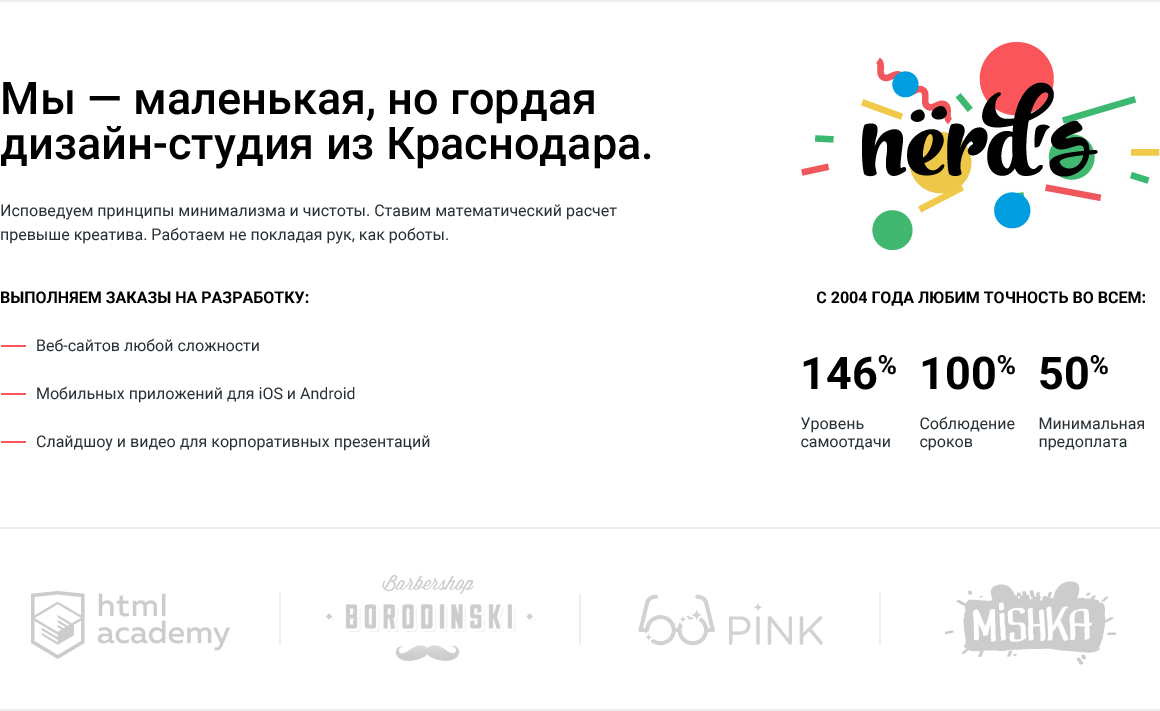 Мы — маленькая, но гордая
дизайн-студия из Краснодара.
nërd's
Исповедуем принципы минимализма и чистоты. Ставим математический расчет
превыше креатива. Работаем не покладая рук, как роботы.
ВЫПОЛНЯЕМ ЗАКАЗЫ НА РАЗРАБОТКУ:
Веб-сайтов любой сложности
Мобильных приложений для iOS и Android
Слайдшоу и видео для корпоративных презентаций
С 2004 ГОДА ЛЮБИМ ТОЧНОСТЬ ВО ВСЕМ:
146% 100% 50%
Уровень Соблюдение Минимальная
самоотдачи сроков предоплата
html
academy
Barbershop
BORODINSKI
PINK
MiSHKA